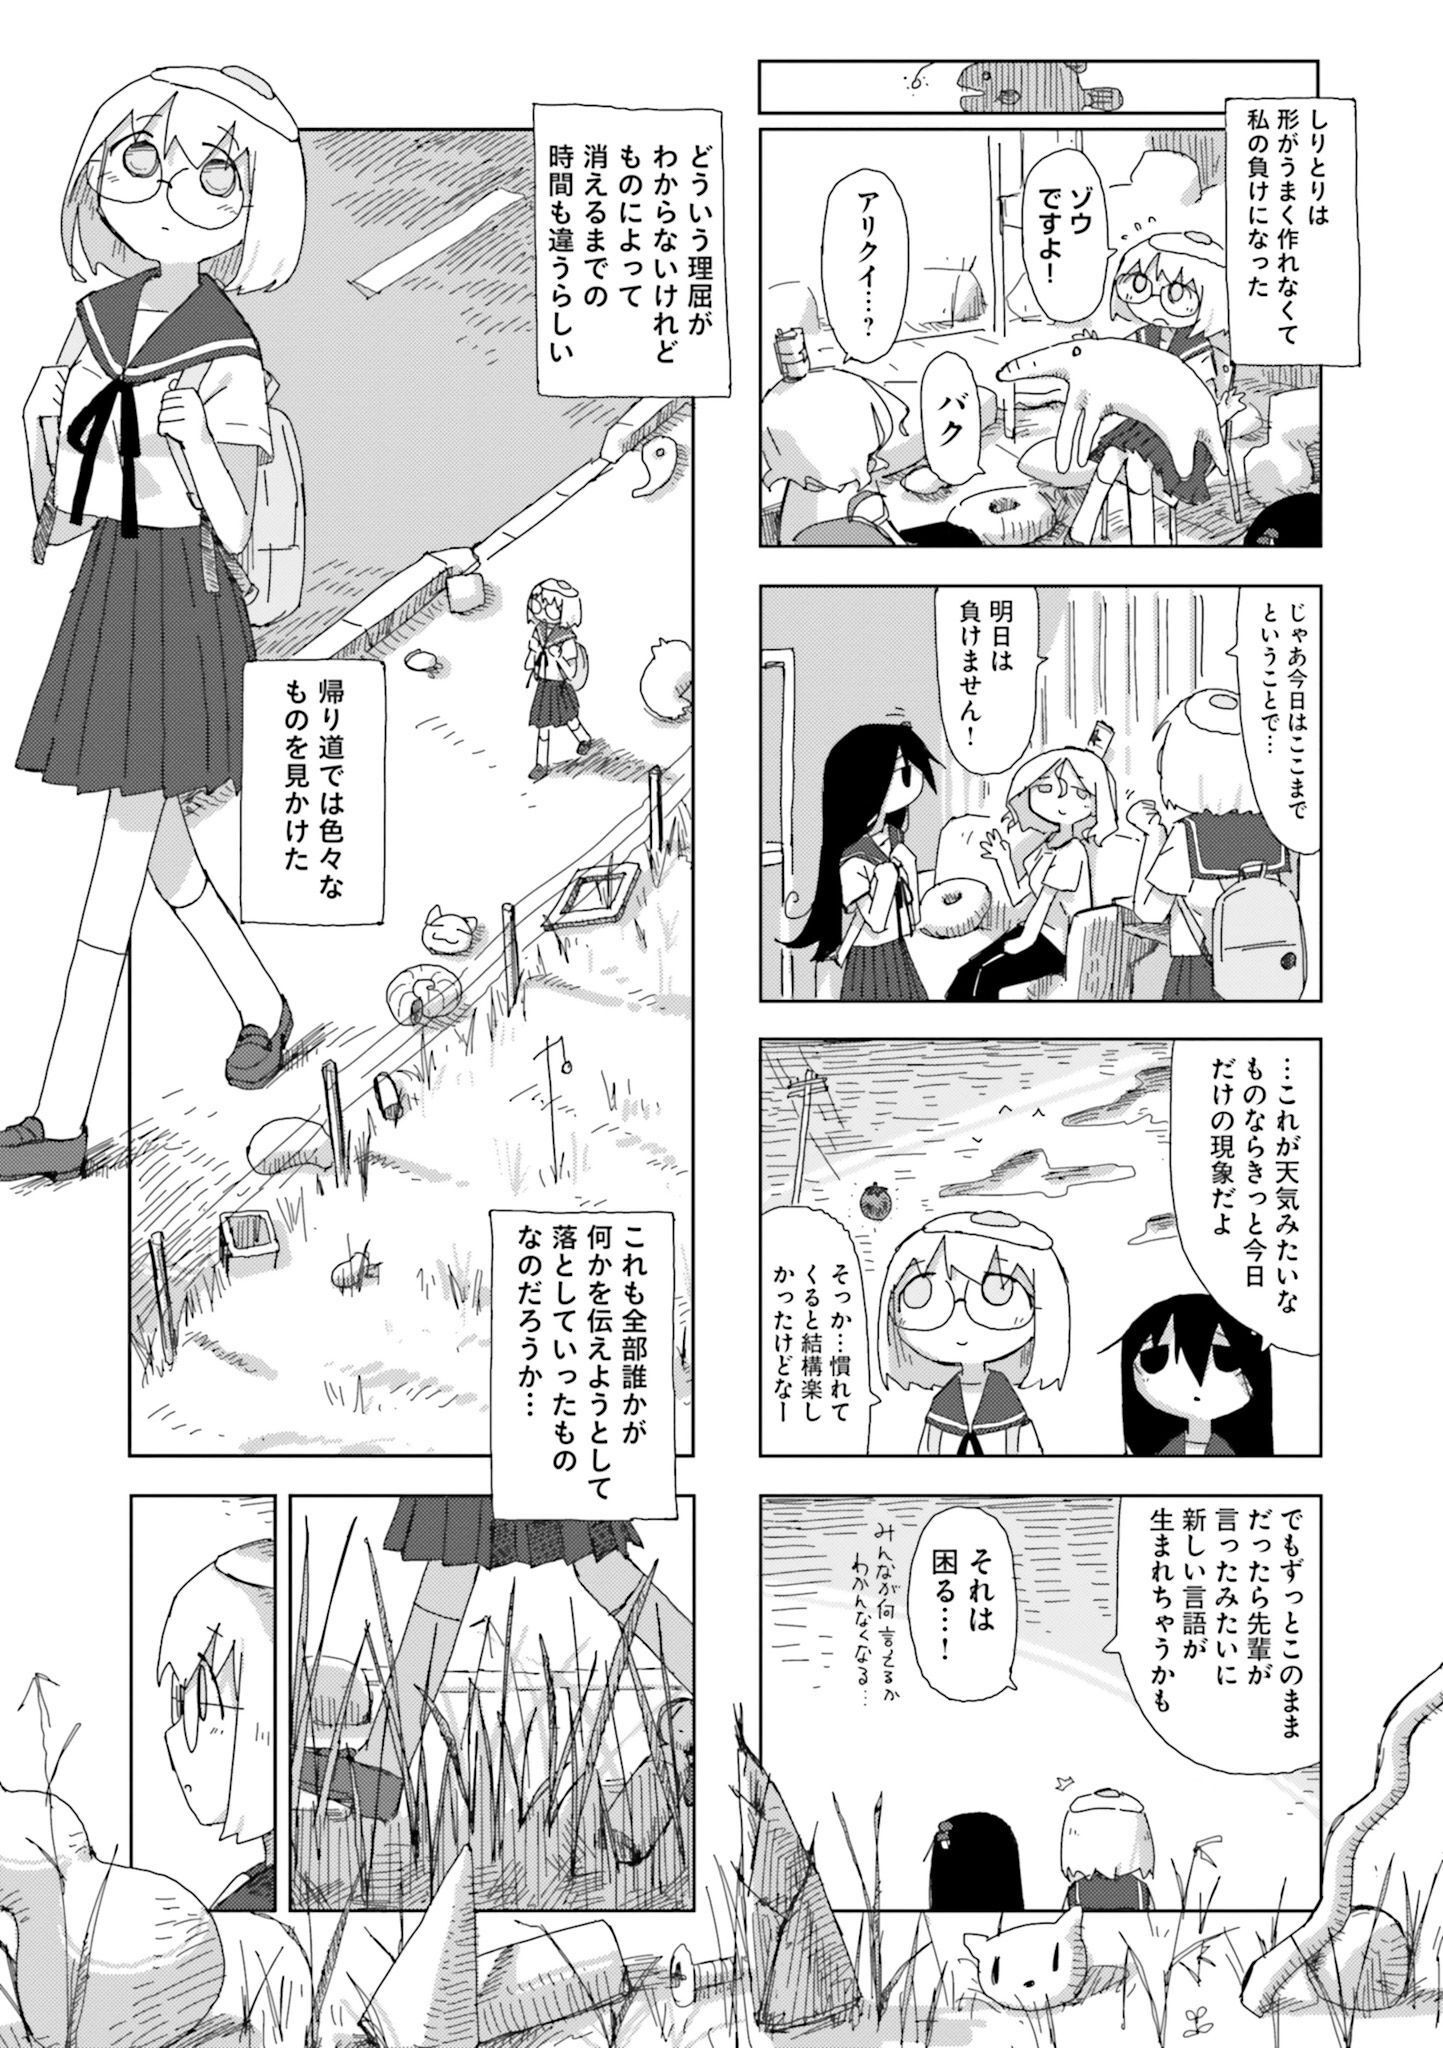 しりとりは
形がうまく作れなくて
私の負けになった
ゾウ
ですよ!
アリクイ…?
バク
じゃあ今日はここまで
ということで…
明日は
負けません!
…これが天気みたいな
ものならきっと今日
だけの現象だよ
そっか…慣れて
くると結構楽し
かったけどなー
でもずっとこのまま
だったら先輩が
言ったみたいに
新しい言語が
生まれちゃうかも
それは
困る…!
みんなが何言えるか
わかんなくなる…
どういう理屈が
わからないけれど
ものによって
消えるまでの
時間も違うらしい
帰り道では色々な
ものを見かけた
これも全部誰かが
何かを伝えようとして
落としていったもの
なのだろうか…